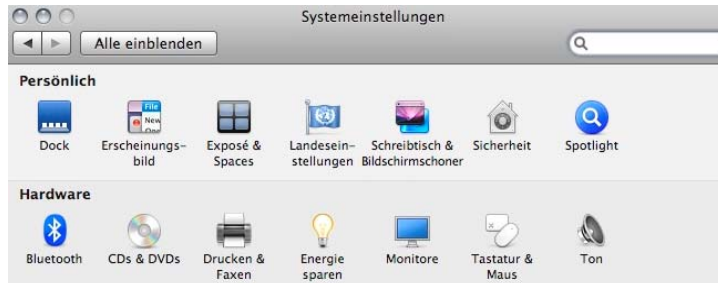 Systemeinstellungen
Alle einblenden
Persönlich
Dock
Erscheinungs-
bild
Exposé &
Spaces
Landesein-
stellungen
Schreibtisch &
Bildschirmschoner
Sicherheit
Spotlight
Hardware
Bluetooth
CDs & DVDs
Drucken &
Faxen
Energie
sparen
Monitore
Tastatur &
Maus
Ton